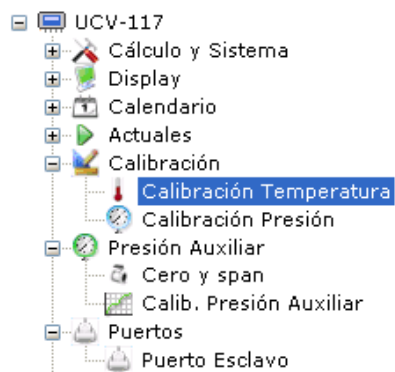 UCV-117
Cálculo y Sistema
Display
Calendario
Actuales
Calibración
Calibración Temperatura
Calibración Presión
Presión Auxiliar
Cero y span
Calib. Presión Auxiliar
Puertos
Puerto Esclavo